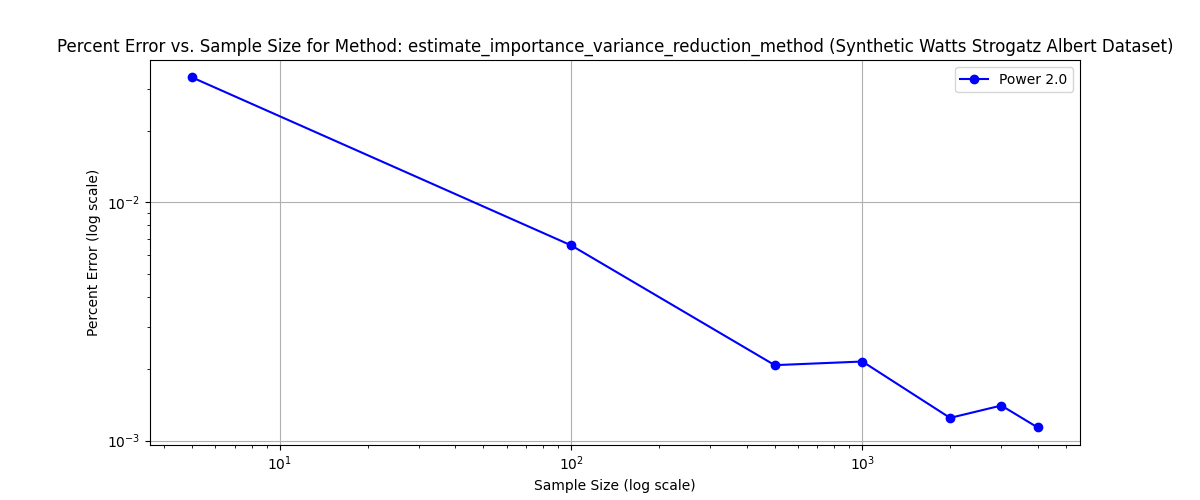 Percent Error vs. Sample Size for Method: estimate_importance_variance_reduction_method (Synthetic Watts Strogatz Albert Dataset)
Power 2.0
Percent Error (log scale)
10⁻²
10⁻³
10¹ 10² 10³
Sample Size (log scale)